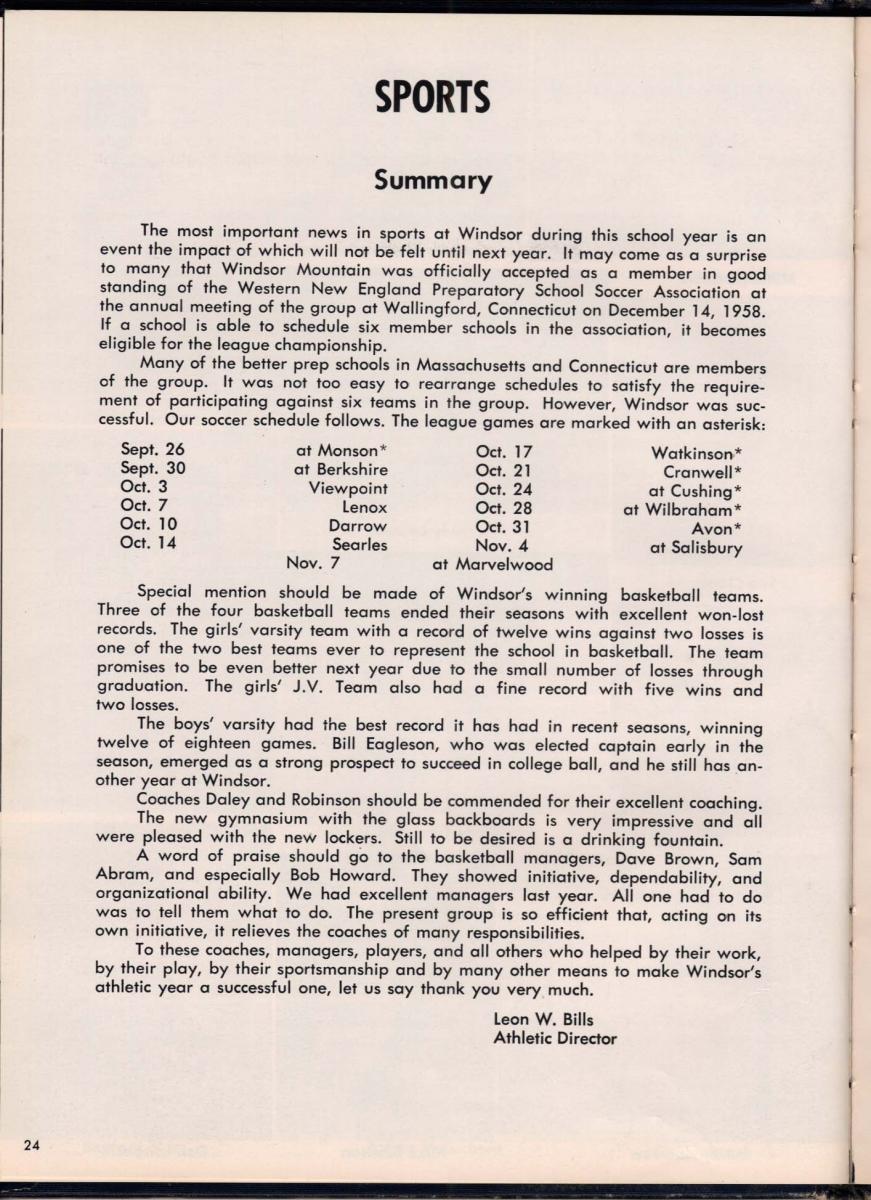 SPORTS
Summary
The most important news in sports at Windsor during this school year is an
event the impact of which will not be felt until next year. It may come as a surprise
to many that Windsor Mountain was officially accepted as a member in good
standing of the Western New England Preparatory School Soccer Association at
the annual meeting of the group at Wallingford, Connecticut on December 14, 1958.
If a school is able to schedule six member schools in the association, it becomes
eligible for the league championship.
Many of the better prep schools in Massachusetts and Connecticut are members
of the group. It was not too easy to rearrange schedules to satisfy the require-
ment of participating against six teams in the group. However, Windsor was suc-
cessful. Our soccer schedule follows. The league games are marked with an asterisk:
Sept. 26 at Monson* Oct. 17 Watkinson*
Sept. 30 at Berkshire Oct. 21 Cranwell*
Oct. 3 Viewpoint Oct. 24 at Cushing*
Oct. 7 Lenox Oct. 28 at Wilbraham*
Oct. 10 Darrow Oct. 31 Avon*
Oct. 14 Searles Nov. 4 at Salisbury
Nov. 7 at Marvelwood
Special mention should be made of Windsor's winning basketball teams.
Three of the four basketball teams ended their seasons with excellent won-lost
records. The girls' varsity team with a record of twelve wins against two losses is
one of the two best teams ever to represent the school in basketball. The team
promises to be even better next year due to the small number of losses through
graduation. The girls' J.V. Team also had a fine record with five wins and
two losses.
The boys' varsity had the best record it has had in recent seasons, winning
twelve of eighteen games. Bill Eagleson, who was elected captain early in the
season, emerged as a strong prospect to succeed in college ball, and he still has an-
other year at Windsor.
Coaches Daley and Robinson should be commended for their excellent coaching.
The new gymnasium with the glass backboards is very impressive and all
were pleased with the new lockers. Still to be desired is a drinking fountain.
A word of praise should go to the basketball managers, Dave Brown, Sam
Abram, and especially Bob Howard. They showed initiative, dependability, and
organizational ability. We had excellent managers last year. All one had to do
was to tell them what to do. The present group is so efficient that, acting on its
own initiative, it relieves the coaches of many responsibilities.
To these coaches, managers, players, and all others who helped by their work,
by their play, by their sportsmanship and by many other means to make Windsor's
athletic year a successful one, let us say thank you very much.
Leon W. Bills
Athletic Director
24